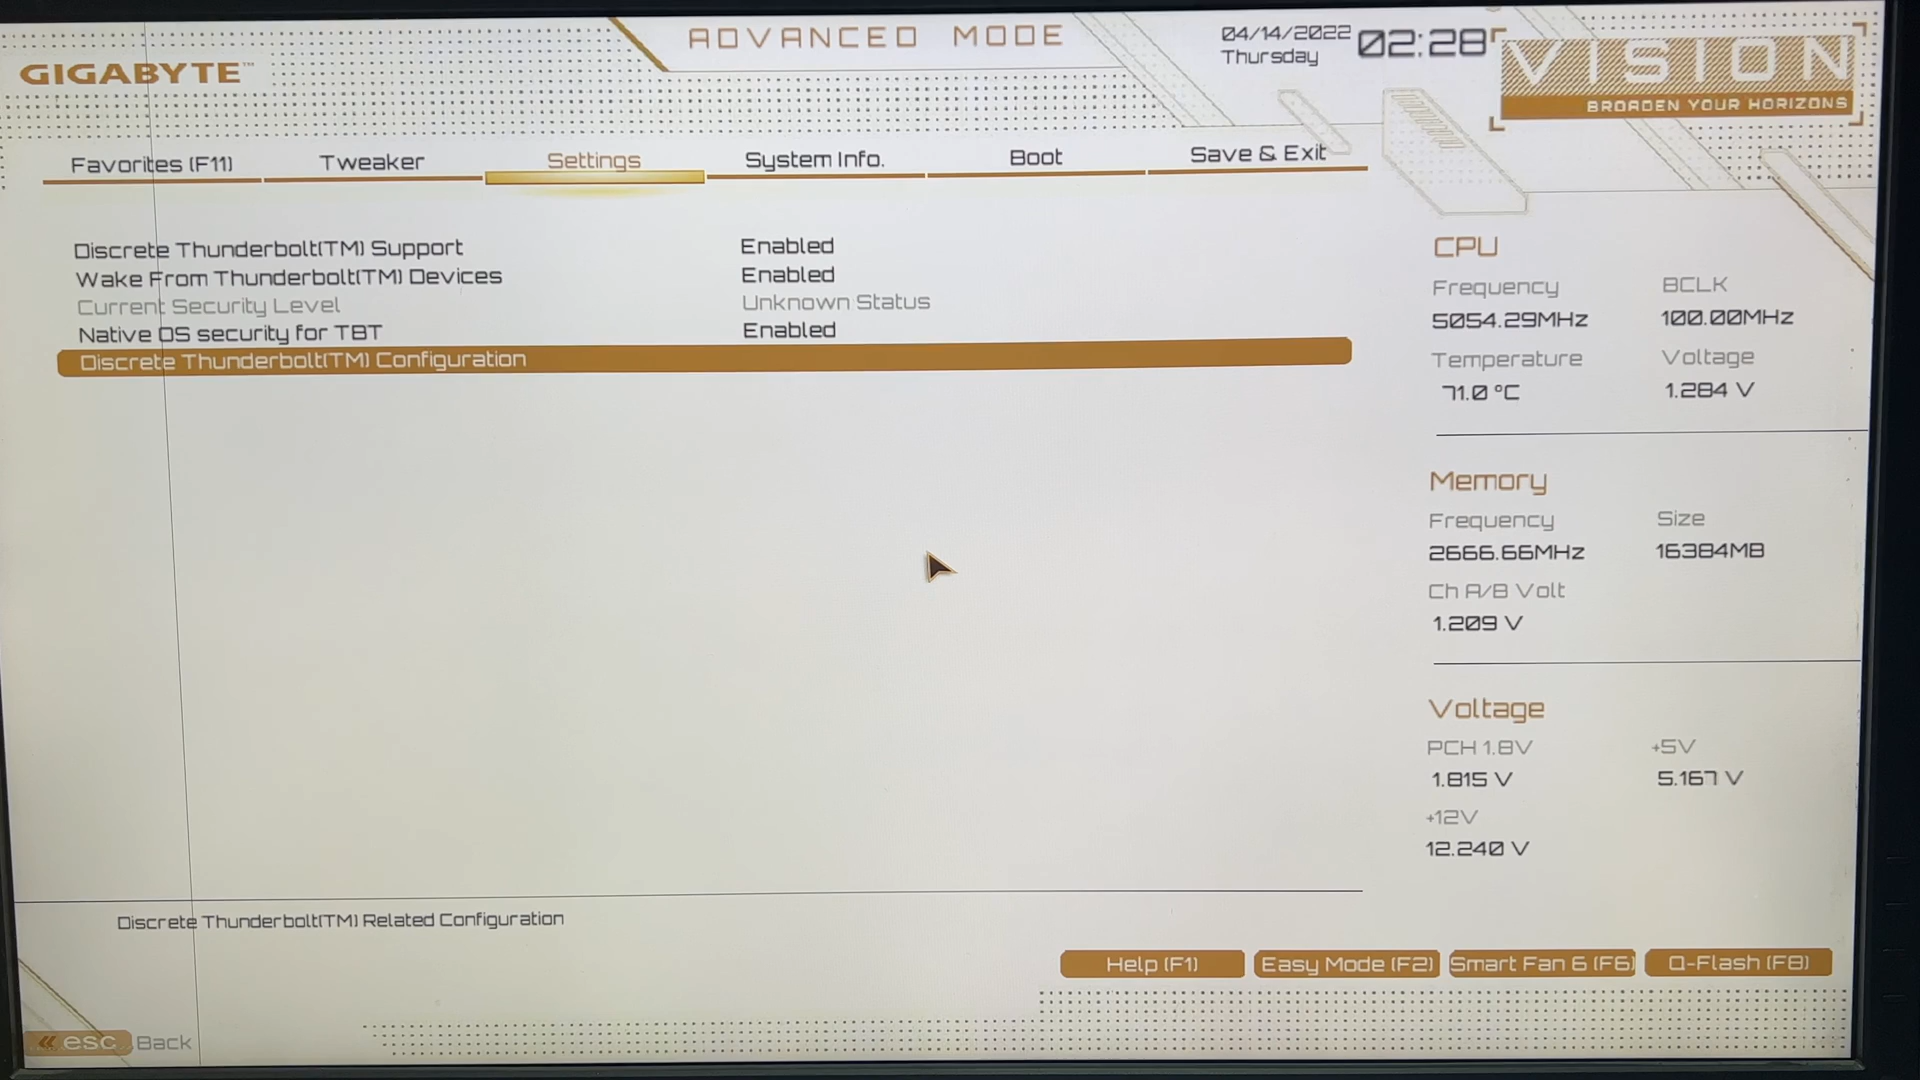 ADVANCED MODE
04/14/2022
Thursday
02:28
GIGABYTE™
VISION
BROADEN YOUR HORIZONS
Favorites (F11)
Tweaker
Settings
System Info.
Boot
Save & Exit
Discrete Thunderbolt(TM) Support Enabled
Wake From Thunderbolt(TM) Devices Enabled
Current Security Level Unknown Status
Native OS security for TBT Enabled
Discrete Thunderbolt(TM) Configuration
CPU
Frequency BCLK
5054.29MHz 100.00MHz
Temperature Voltage
71.0 °C 1.284 V
Memory
Frequency Size
2666.66MHz 16384MB
Ch A/B Volt
1.209 V
Voltage
PCH 1.8V +5V
1.815 V 5.167 V
+12V
12.240 V
Discrete Thunderbolt(TM) Related Configuration
Help (F1)
Easy Mode (F2)
Smart Fan 6 (F6)
Q-Flash (F8)
esc Back